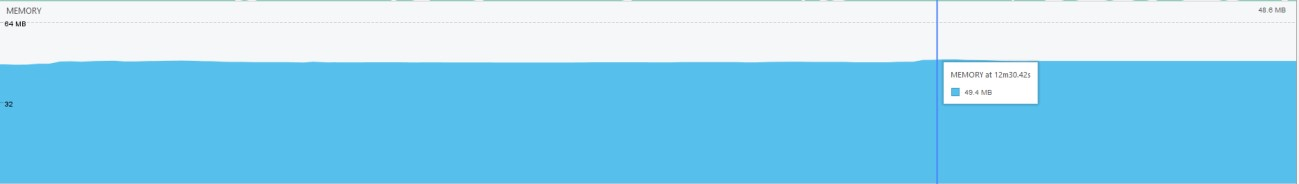 MEMORY
48.6 MB
64 MB
MEMORY at 12m30.42s
49.4 MB
32